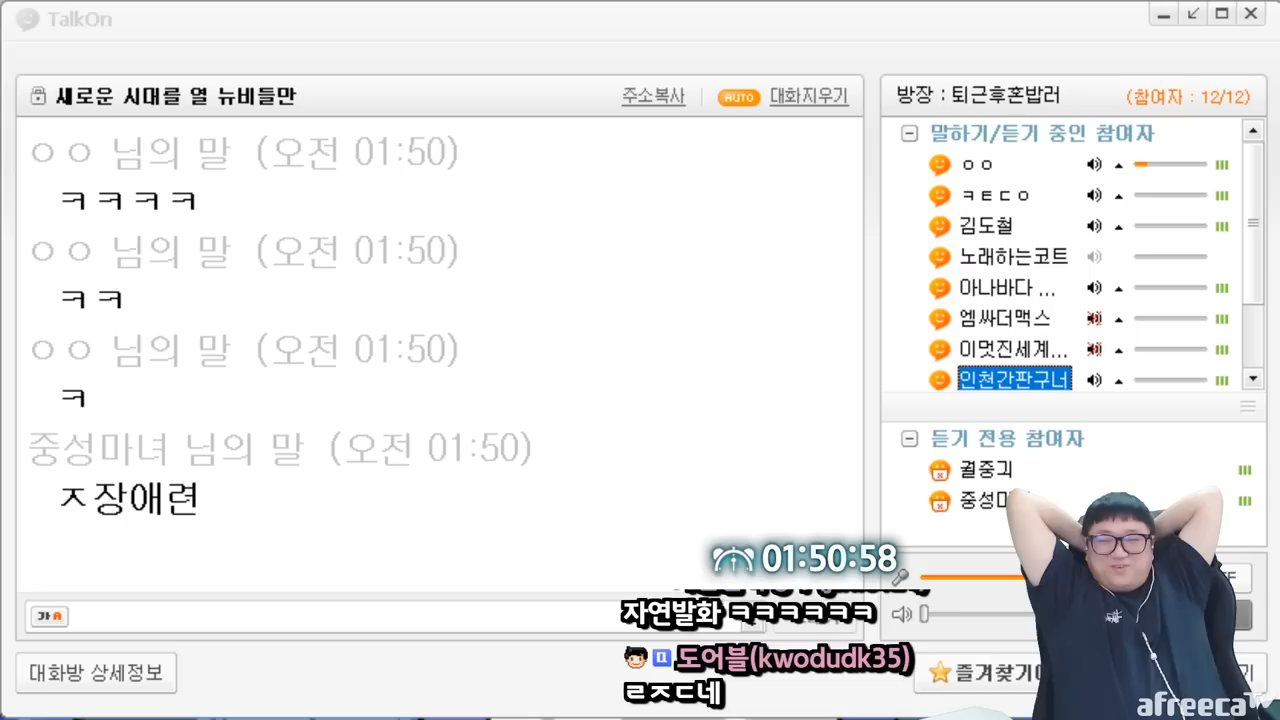 TalkOn
새로운 시대를 열 뉴비들만
주소복사
AUTO
대화지우기
ㅇㅇ 님의 말 (오전 01:50)
ㅋㅋㅋㅋ
ㅇㅇ 님의 말 (오전 01:50)
ㅋㅋ
ㅇㅇ 님의 말 (오전 01:50)
ㅋ
중성마녀 님의 말 (오전 01:50)
ㅈ장애련
가a
대화방 상세정보
방장 : 퇴근후혼밥러
(참여자 : 12/12)
말하기/듣기 중인 참여자
ㅇㅇ
ㅋㅌㄷㅇ
김도철
노래하는코트
아나바다 ...
엠싸더맥스
이멋진세계...
인천간판구너
듣기 전용 참여자
궐중긔
중성마
01:50:58
자연발화 ㅋㅋㅋㅋㅋㅋ
도어블(kwodudk35)
ㄹㅈㄷ네
즐겨찾기
afreecaTV